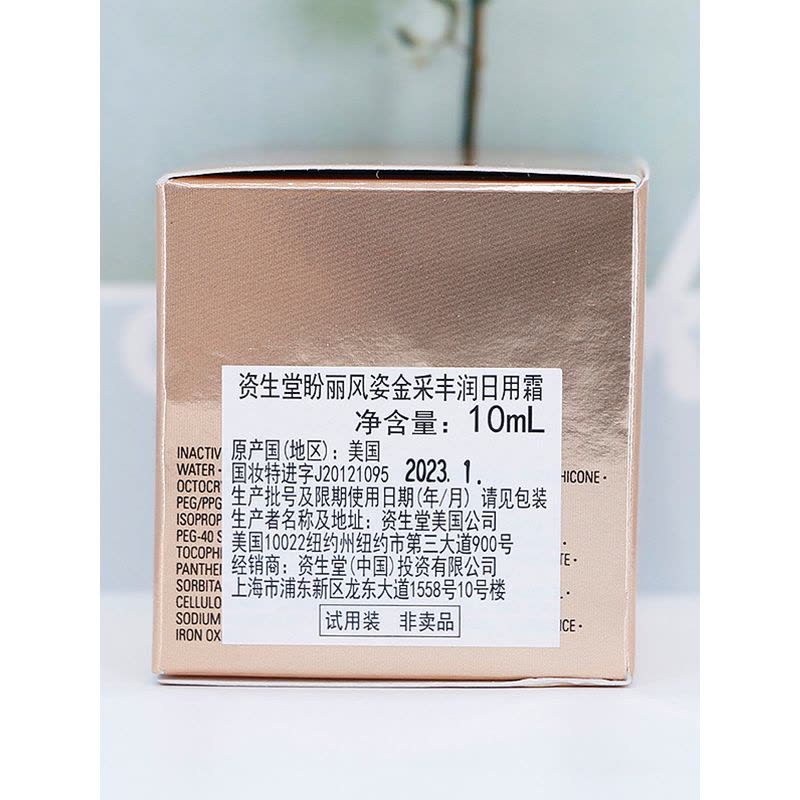 资生堂盼丽风姿金采丰润日用霜
净含量：10mL
原产国(地区)：美国
国妆特进字J20121095 2023. 1.
生产批号及限期使用日期(年/月) 请见包装
生产者名称及地址：资生堂美国公司
美国10022纽约州纽约市第三大道900号
经销商：资生堂(中国)投资有限公司
上海市浦东新区龙东大道1558号10号楼
试用装 非卖品
INACTIV
WATER ·
HICONE ·
OCTOCR
PEG/PPG
ISOPROP
PEG-40 S
TOCOPH
TE ·
PANTHE
SORBITA
CELLULO
SODIUM
ICE ·
IRON OX